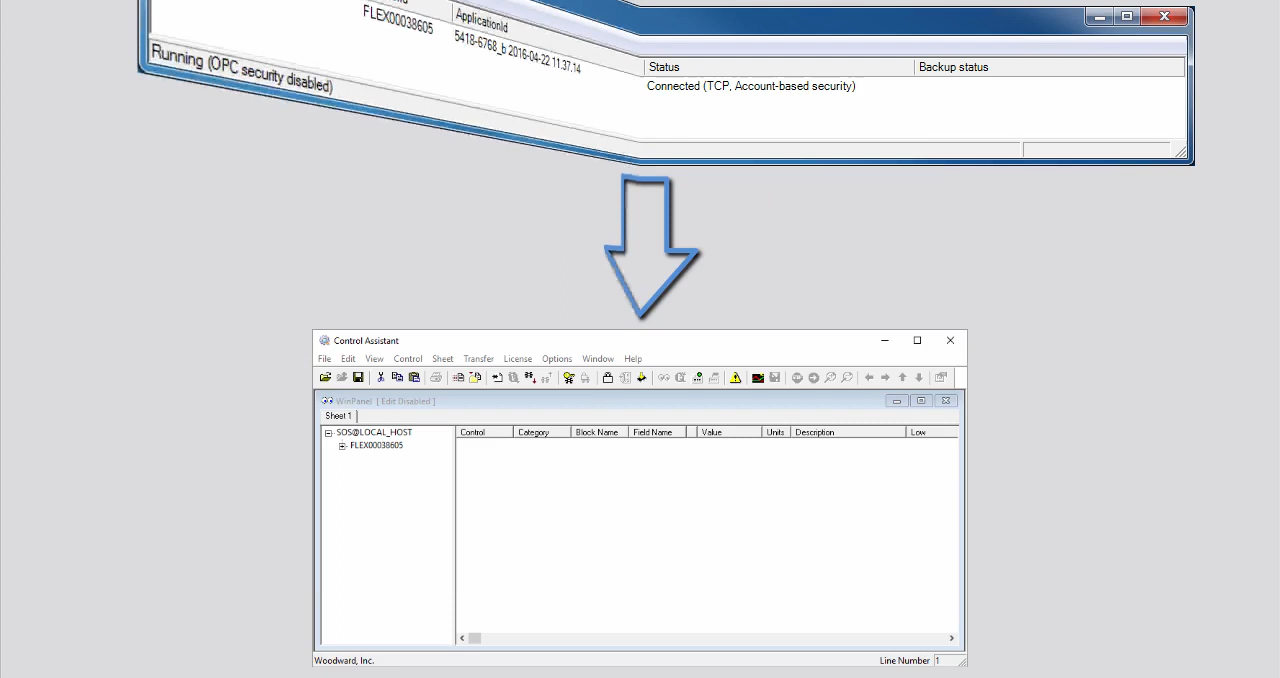 ApplicationId
FLEX00038605
5418-6768_b 2016-04-22 11.37.14
Status Backup status
Connected (TCP, Account-based security)
Running (OPC security disabled)
Control Assistant
File Edit View Control Sheet Transfer License Options Window Help
WinPanel [ Edit Disabled ]
Sheet 1
SOS@LOCAL_HOST
FLEX00038605
Control Category Block Name Field Name Value Units Description Low
Woodward, Inc.
Line Number 1